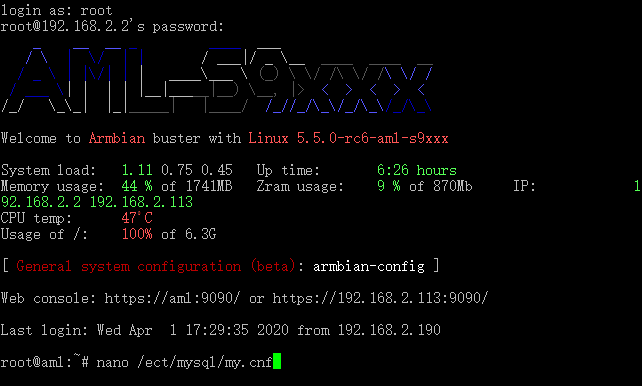 login as: root
root@192.168.2.2's password:
AML-S9xxx
Welcome to Armbian buster with Linux 5.5.0-rc6-aml-s9xxx
System load:   1.11 0.75 0.45   Up time:       6:26 hours
Memory usage:  44 % of 1741MB   Zram usage:    9 % of 870Mb    IP:            1
92.168.2.2 192.168.2.113
CPU temp:      47°C
Usage of /:    100% of 6.3G
[ General system configuration (beta): armbian-config ]
Web console: https://aml:9090/ or https://192.168.2.113:9090/
Last login: Wed Apr  1 17:29:35 2020 from 192.168.2.190
root@aml:~# nano /ect/mysql/my.cnf